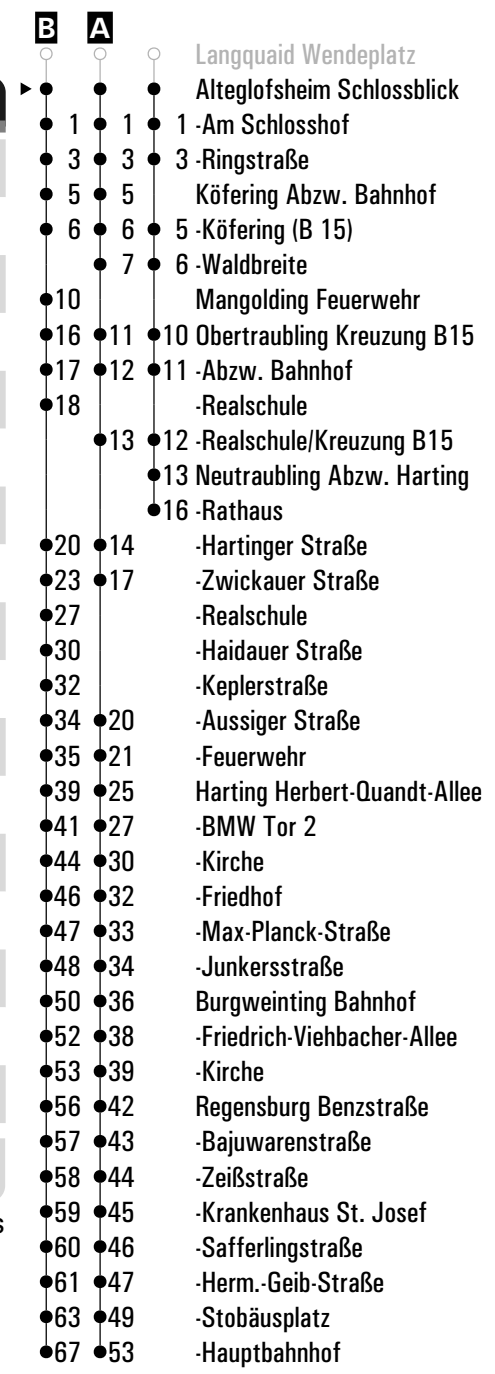 B A
Langquaid Wendeplatz
Alteglofsheim Schlossblick
1 1 1 -Am Schlosshof
3 3 3 -Ringstraße
5 5 Köfering Abzw. Bahnhof
6 6 5 -Köfering (B 15)
7 6 -Waldbreite
10 Mangolding Feuerwehr
16 11 10 Obertraubling Kreuzung B15
17 12 11 -Abzw. Bahnhof
18 -Realschule
13 12 -Realschule/Kreuzung B15
13 Neutraubling Abzw. Harting
16 -Rathaus
20 14 -Hartinger Straße
23 17 -Zwickauer Straße
27 -Realschule
30 -Haidauer Straße
32 -Keplerstraße
34 20 -Aussiger Straße
35 21 -Feuerwehr
39 25 Harting Herbert-Quandt-Allee
41 27 -BMW Tor 2
44 30 -Kirche
46 32 -Friedhof
47 33 -Max-Planck-Straße
48 34 -Junkersstraße
50 36 Burgweinting Bahnhof
52 38 -Friedrich-Viehbacher-Allee
53 39 -Kirche
56 42 Regensburg Benzstraße
57 43 -Bajuwarenstraße
58 44 -Zeißstraße
s 59 45 -Krankenhaus St. Josef
60 46 -Safferlingstraße
61 47 -Herm.-Geib-Straße
63 49 -Stobäusplatz
67 53 -Hauptbahnhof